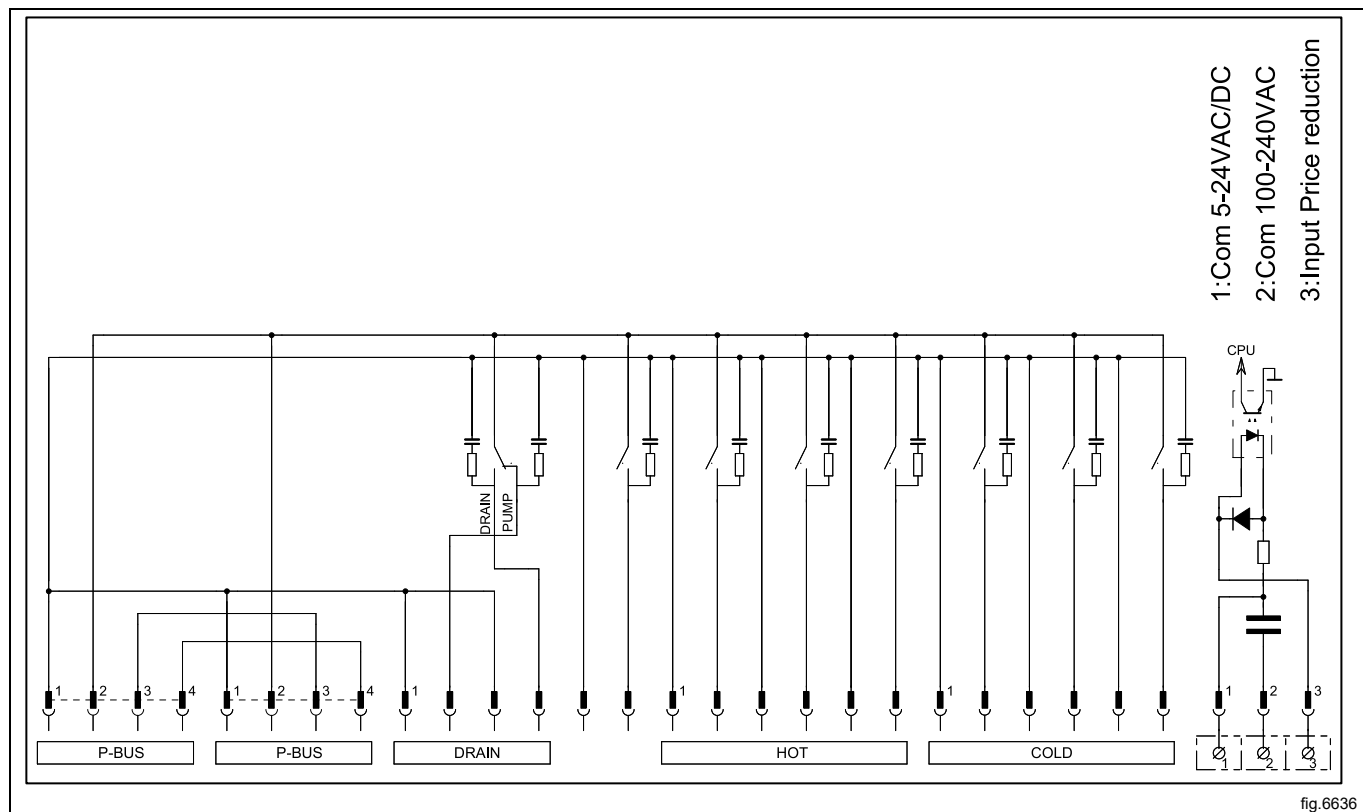 1:Com 5-24VAC/DC
2:Com 100-240VAC
3:Input Price reduction
CPU
DRAIN
PUMP
1 2 3 4 1 2 3 4 1 1 1 1 2 3
P-BUS P-BUS DRAIN HOT COLD 1 2 3
fig.6636